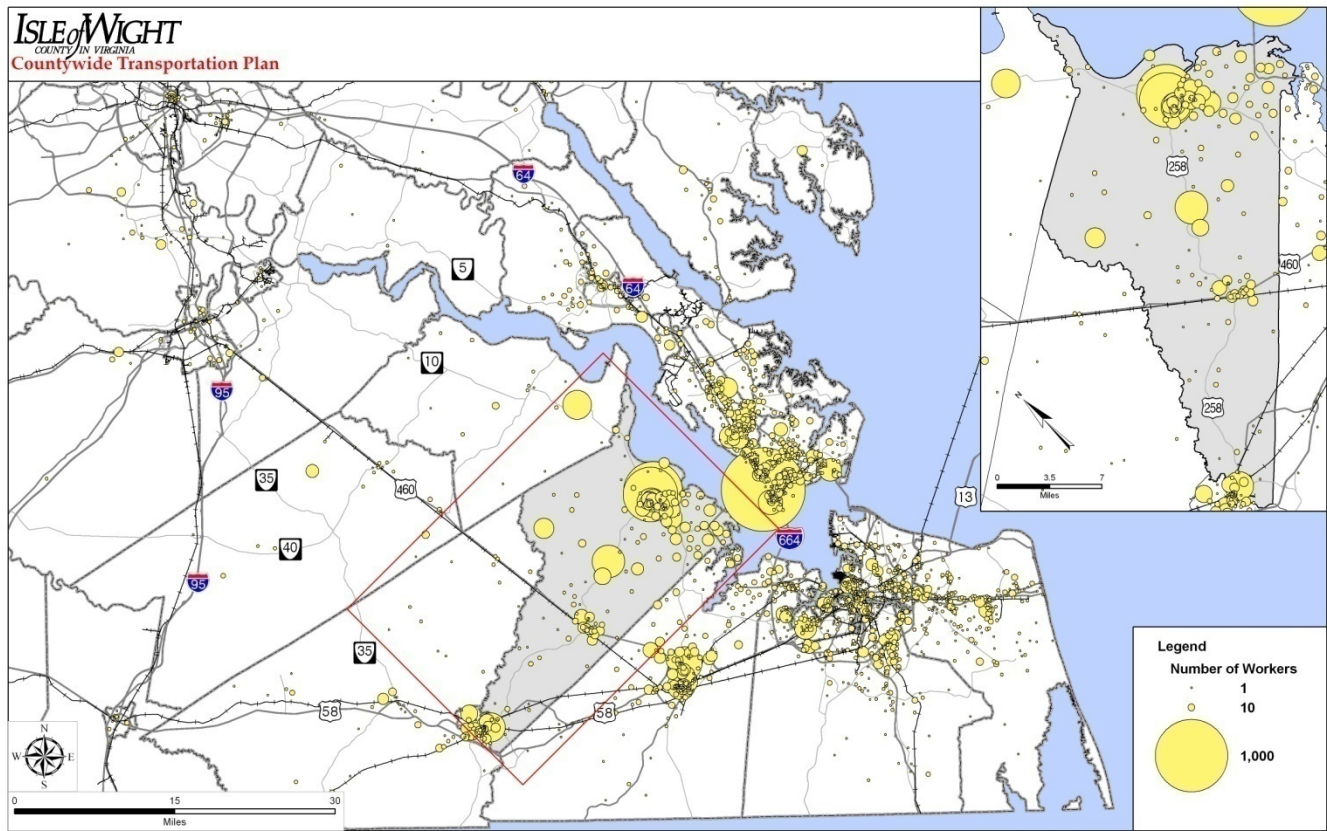 ISLE of WIGHT
COUNTY IN VIRGINIA
Countywide Transportation Plan
64
5
64
10
95
35
460
40
95
35
58
58
664
13
N
W E
S
0 15 30
Miles
258
460
258
0 3.5 7
Miles
Legend
Number of Workers
1
10
1,000